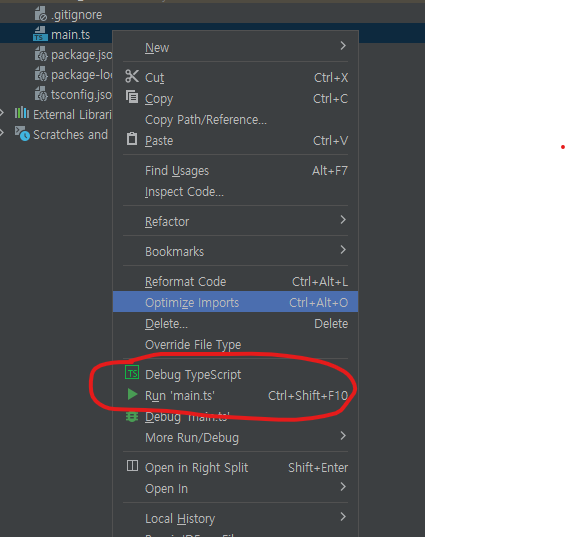 .gitignore
main.ts
package.jso
package-lo
tsconfig.jso
External Librari
Scratches and
New
Cut Ctrl+X
Copy Ctrl+C
Copy Path/Reference...
Paste Ctrl+V
Find Usages Alt+F7
Inspect Code...
Refactor
Bookmarks
Reformat Code Ctrl+Alt+L
Optimize Imports Ctrl+Alt+O
Delete... Delete
Override File Type
TS Debug TypeScript
Run 'main.ts' Ctrl+Shift+F10
Debug 'main.ts'
More Run/Debug
Open in Right Split Shift+Enter
Open In
Local History